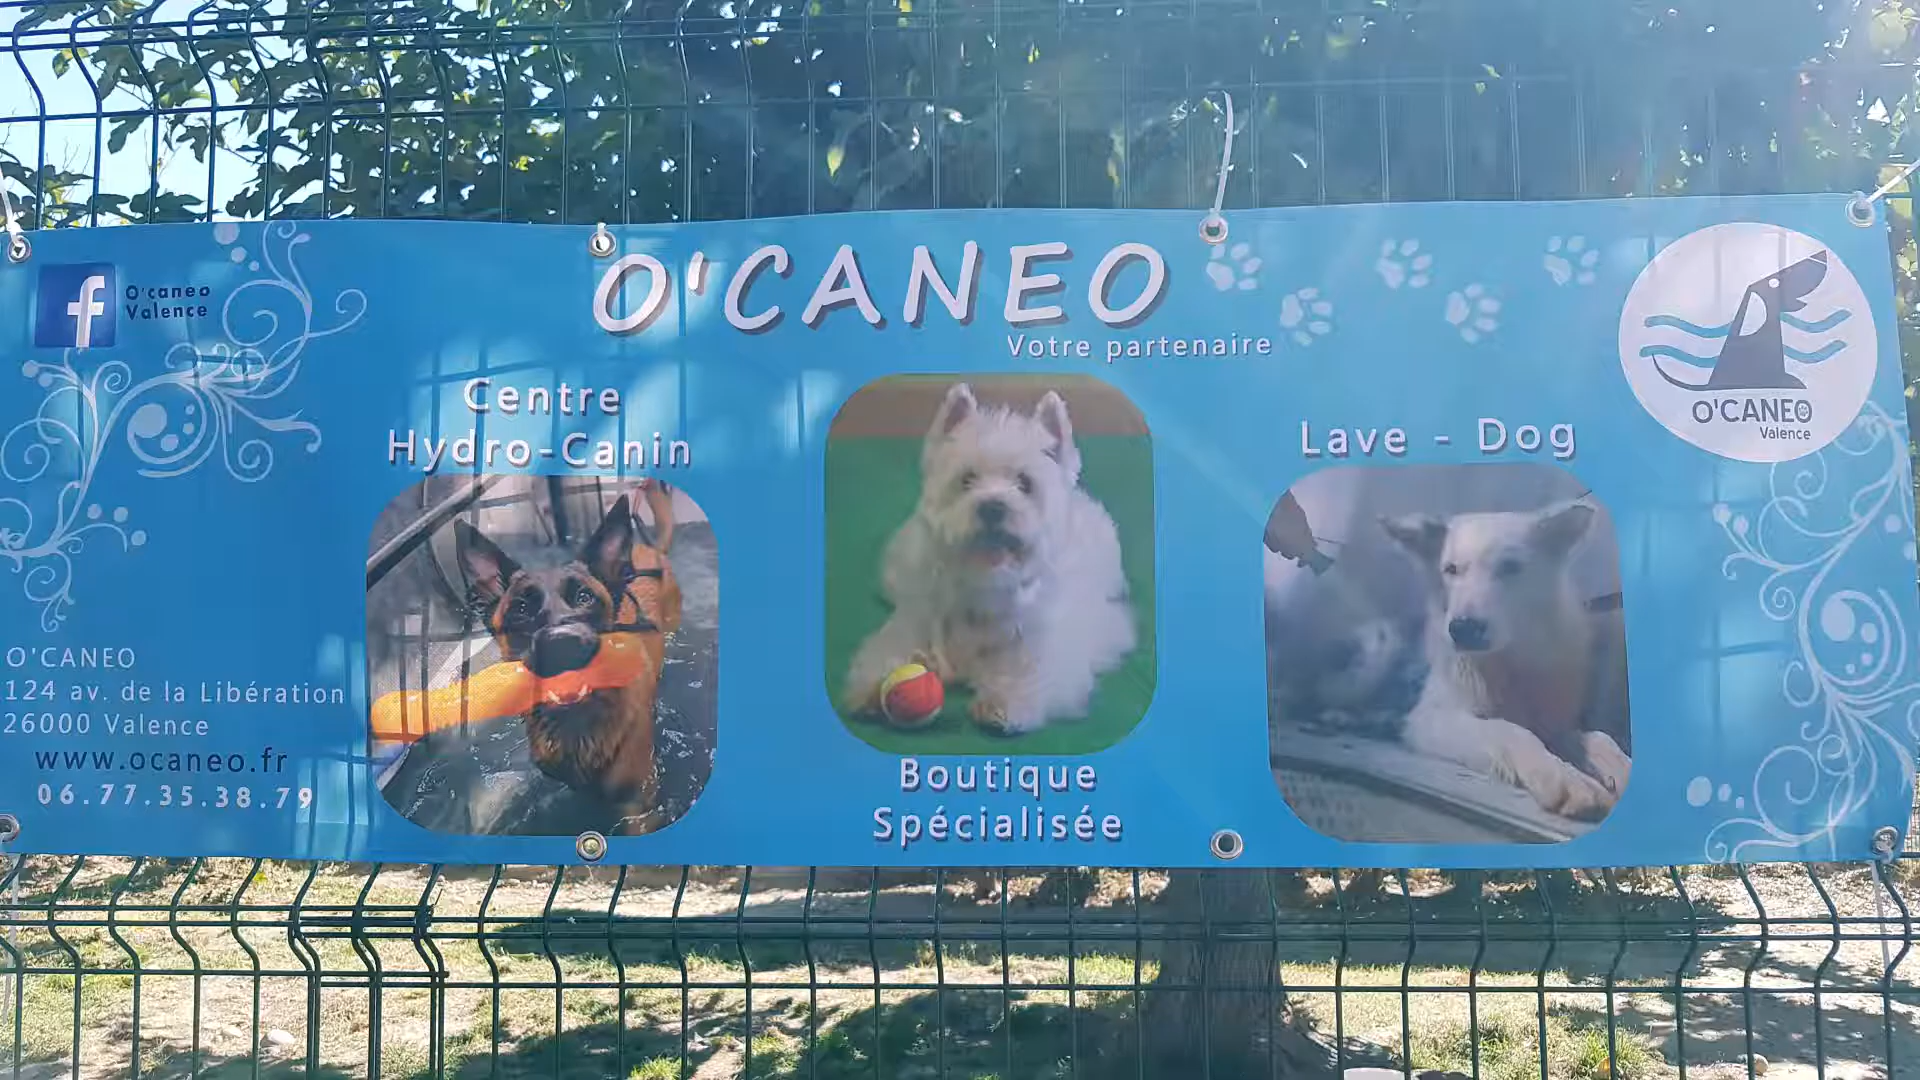 O'caneo
Valence
O'CANEO
Votre partenaire
Centre
Hydro-Canin
Lave - Dog
O'CANEO
Valence
O'CANEO
124 av. de la Libération
26000 Valence
www.ocaneo.fr
06.77.35.38.79
Boutique
Spécialisée